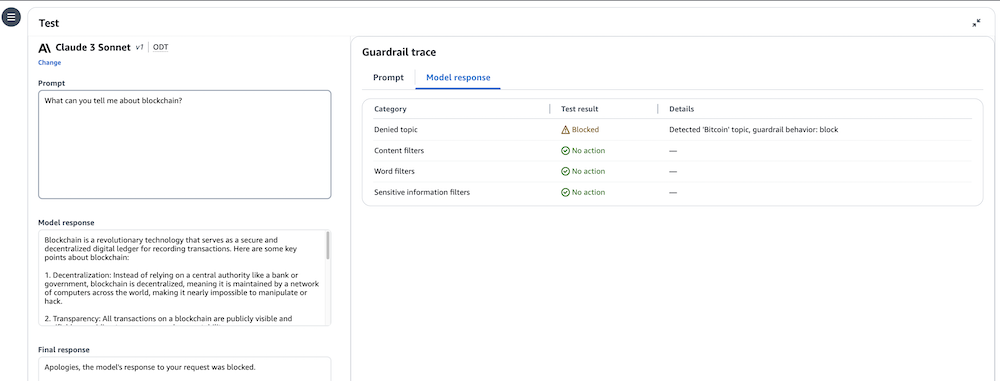 Test
Claude 3 Sonnet v1 | ODT
Change
Prompt
What can you tell me about blockchain?
Model response
Blockchain is a revolutionary technology that serves as a secure and
decentralized digital ledger for recording transactions. Here are some key
points about blockchain:
1. Decentralization: Instead of relying on a central authority like a bank or
government, blockchain is decentralized, meaning it is maintained by a network
of computers across the world, making it nearly impossible to manipulate or
hack.
2. Transparency: All transactions on a blockchain are publicly visible and
Final response
Apologies, the model's response to your request was blocked.
Guardrail trace
Prompt Model response
Category Test result Details
Denied topic Blocked Detected 'Bitcoin' topic, guardrail behavior: block
Content filters No action —
Word filters No action —
Sensitive information filters No action —